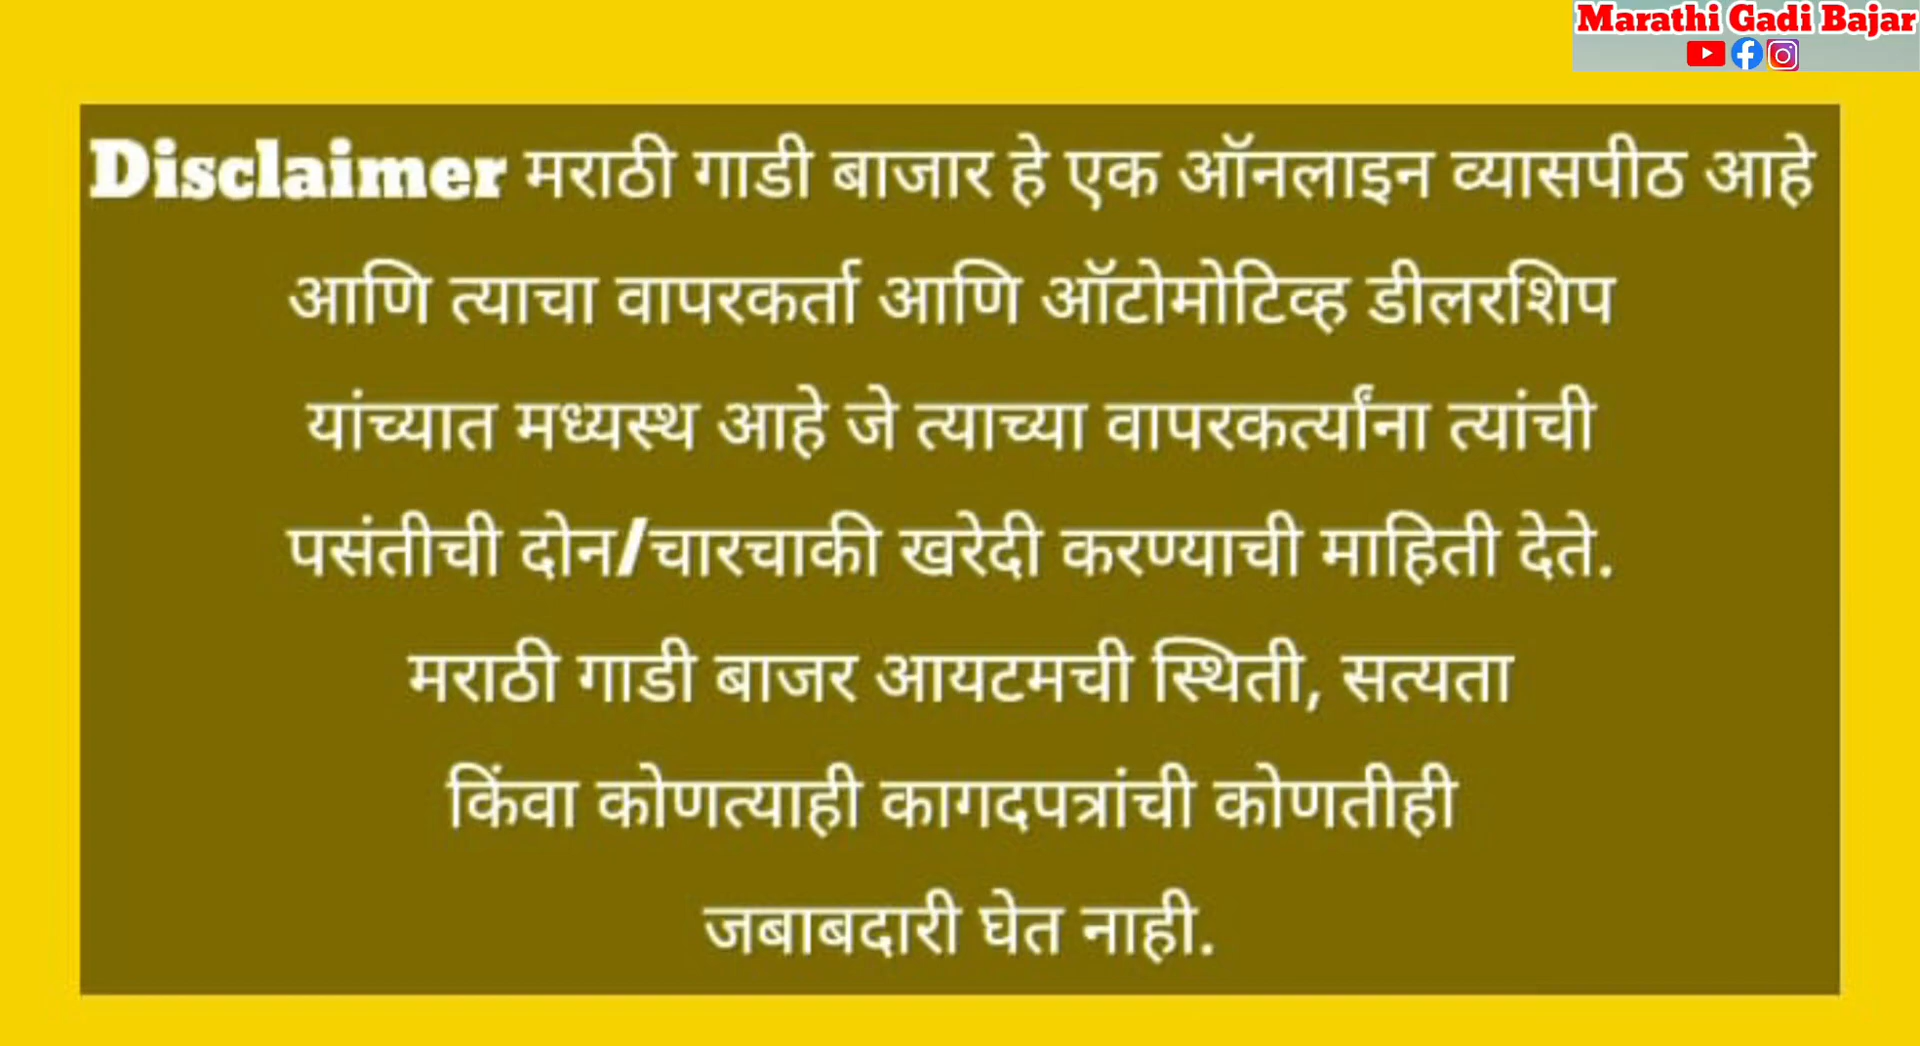 Marathi Gadi Bajar
Disclaimer मराठी गाडी बाजार हे एक ऑनलाइन व्यासपीठ आहे
आणि त्याचा वापरकर्ता आणि ऑटोमोटिव्ह डीलरशिप
यांच्यात मध्यस्थ आहे जे त्याच्या वापरकर्त्यांना त्यांची
पसंतीची दोन/चारचाकी खरेदी करण्याची माहिती देते.
मराठी गाडी बाजर आयटमची स्थिती, सत्यता
किंवा कोणत्याही कागदपत्रांची कोणतीही
जबाबदारी घेत नाही.